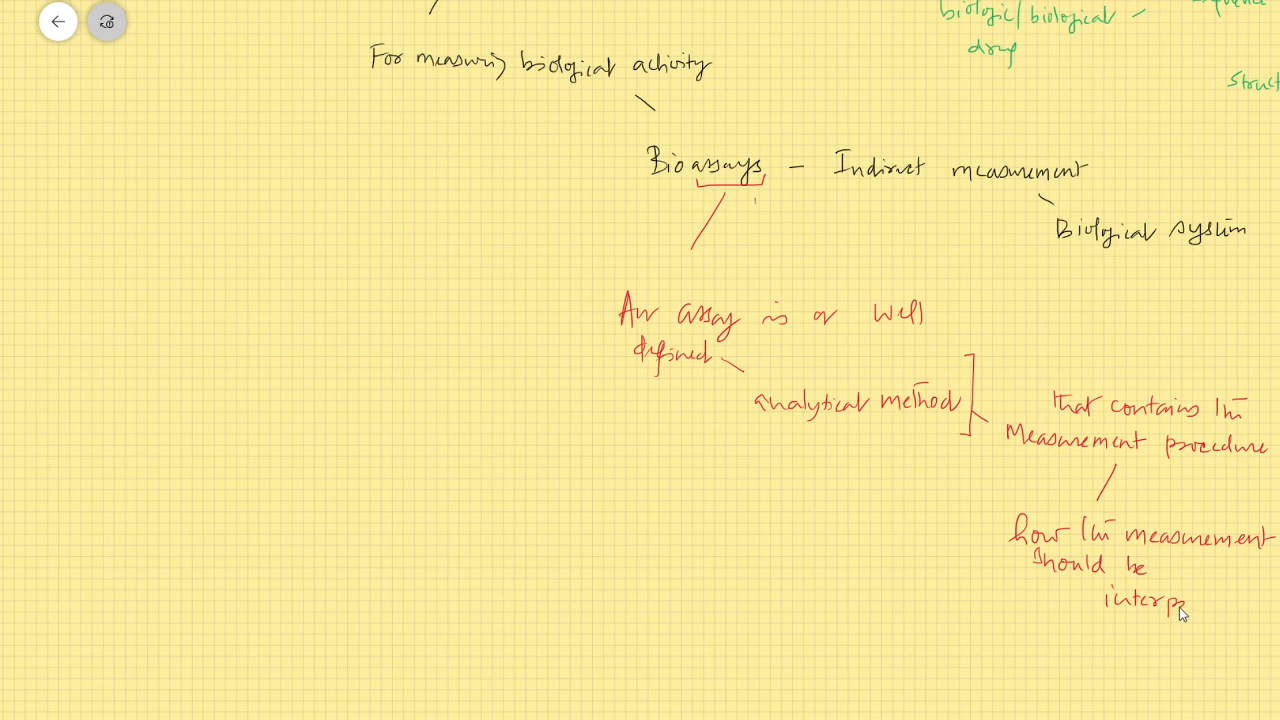 biologic/biological
drug
Struct
For measuring biological activity
Bioassays — Indirect measurement
Biological system
An assay is a well
defined
analytical method
that contains the
Measurement procedure
how the measurement
should be
interp